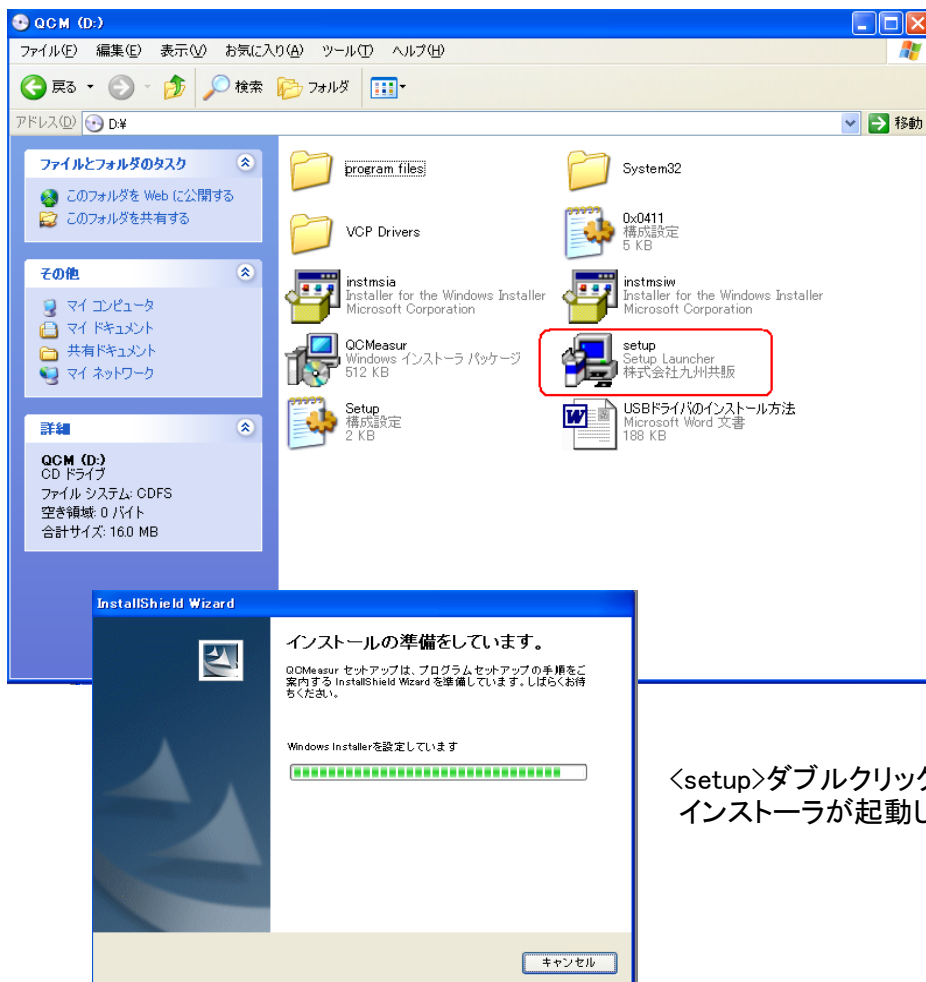 QCM (D:)
ファイル(F) 編集(E) 表示(V) お気に入り(A) ツール(T) ヘルプ(H)
戻る 検索 フォルダ
アドレス(D) D:¥ 移動
ファイルとフォルダのタスク
このフォルダを Web に公開する
このフォルダを共有する
その他
マイ コンピュータ
マイ ドキュメント
共有ドキュメント
マイ ネットワーク
詳細
QCM (D:)
CD ドライブ
ファイル システム: CDFS
空き領域: 0 バイト
合計サイズ: 16.0 MB
program files
System32
VCP Drivers
0x0411
構成設定
5 KB
instmsia
Installer for the Windows Installer
Microsoft Corporation
instmsiw
Installer for the Windows Installer
Microsoft Corporation
QCMeasur
Windows インストーラ パッケージ
512 KB
setup
Setup Launcher
株式会社九州共販
Setup
構成設定
2 KB
USBドライバのインストール方法
Microsoft Word 文書
188 KB
InstallShield Wizard
インストールの準備をしています。
QCMeasur セットアップは、プログラムセットアップの手順をご
案内する InstallShield Wizard を準備しています。しばらくお待
ちください。
Windows Installerを設定しています
キャンセル
<setup>ダブルクリック
インストーラが起動し